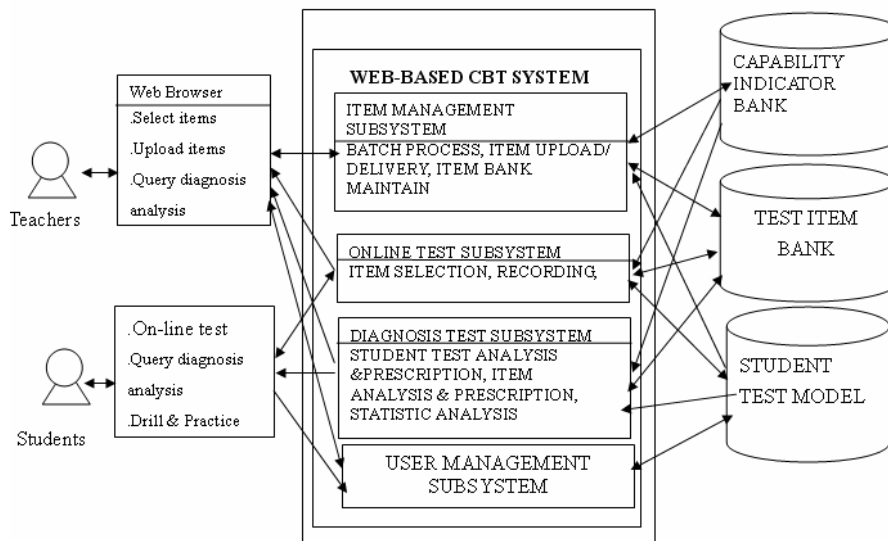 Teachers
Web Browser
.Select items
.Upload items
.Query diagnosis
analysis
Students
.On-line test
.Query diagnosis
analysis
.Drill & Practice
WEB-BASED CBT SYSTEM
ITEM MANAGEMENT
SUBSYSTEM
BATCH PROCESS, ITEM UPLOAD/
DELIVERY, ITEM BANK
MAINTAIN
ONLINE TEST SUBSYSTEM
ITEM SELECTION, RECORDING,
DIAGNOSIS TEST SUBSYSTEM
STUDENT TEST ANALYSIS
&PRESCRIPTION, ITEM
ANALYSIS & PRESCRIPTION,
STATISTIC ANALYSIS
USER MANAGEMENT
SUBSYSTEM
CAPABILITY
INDICATOR
BANK
TEST ITEM
BANK
STUDENT
TEST MODEL